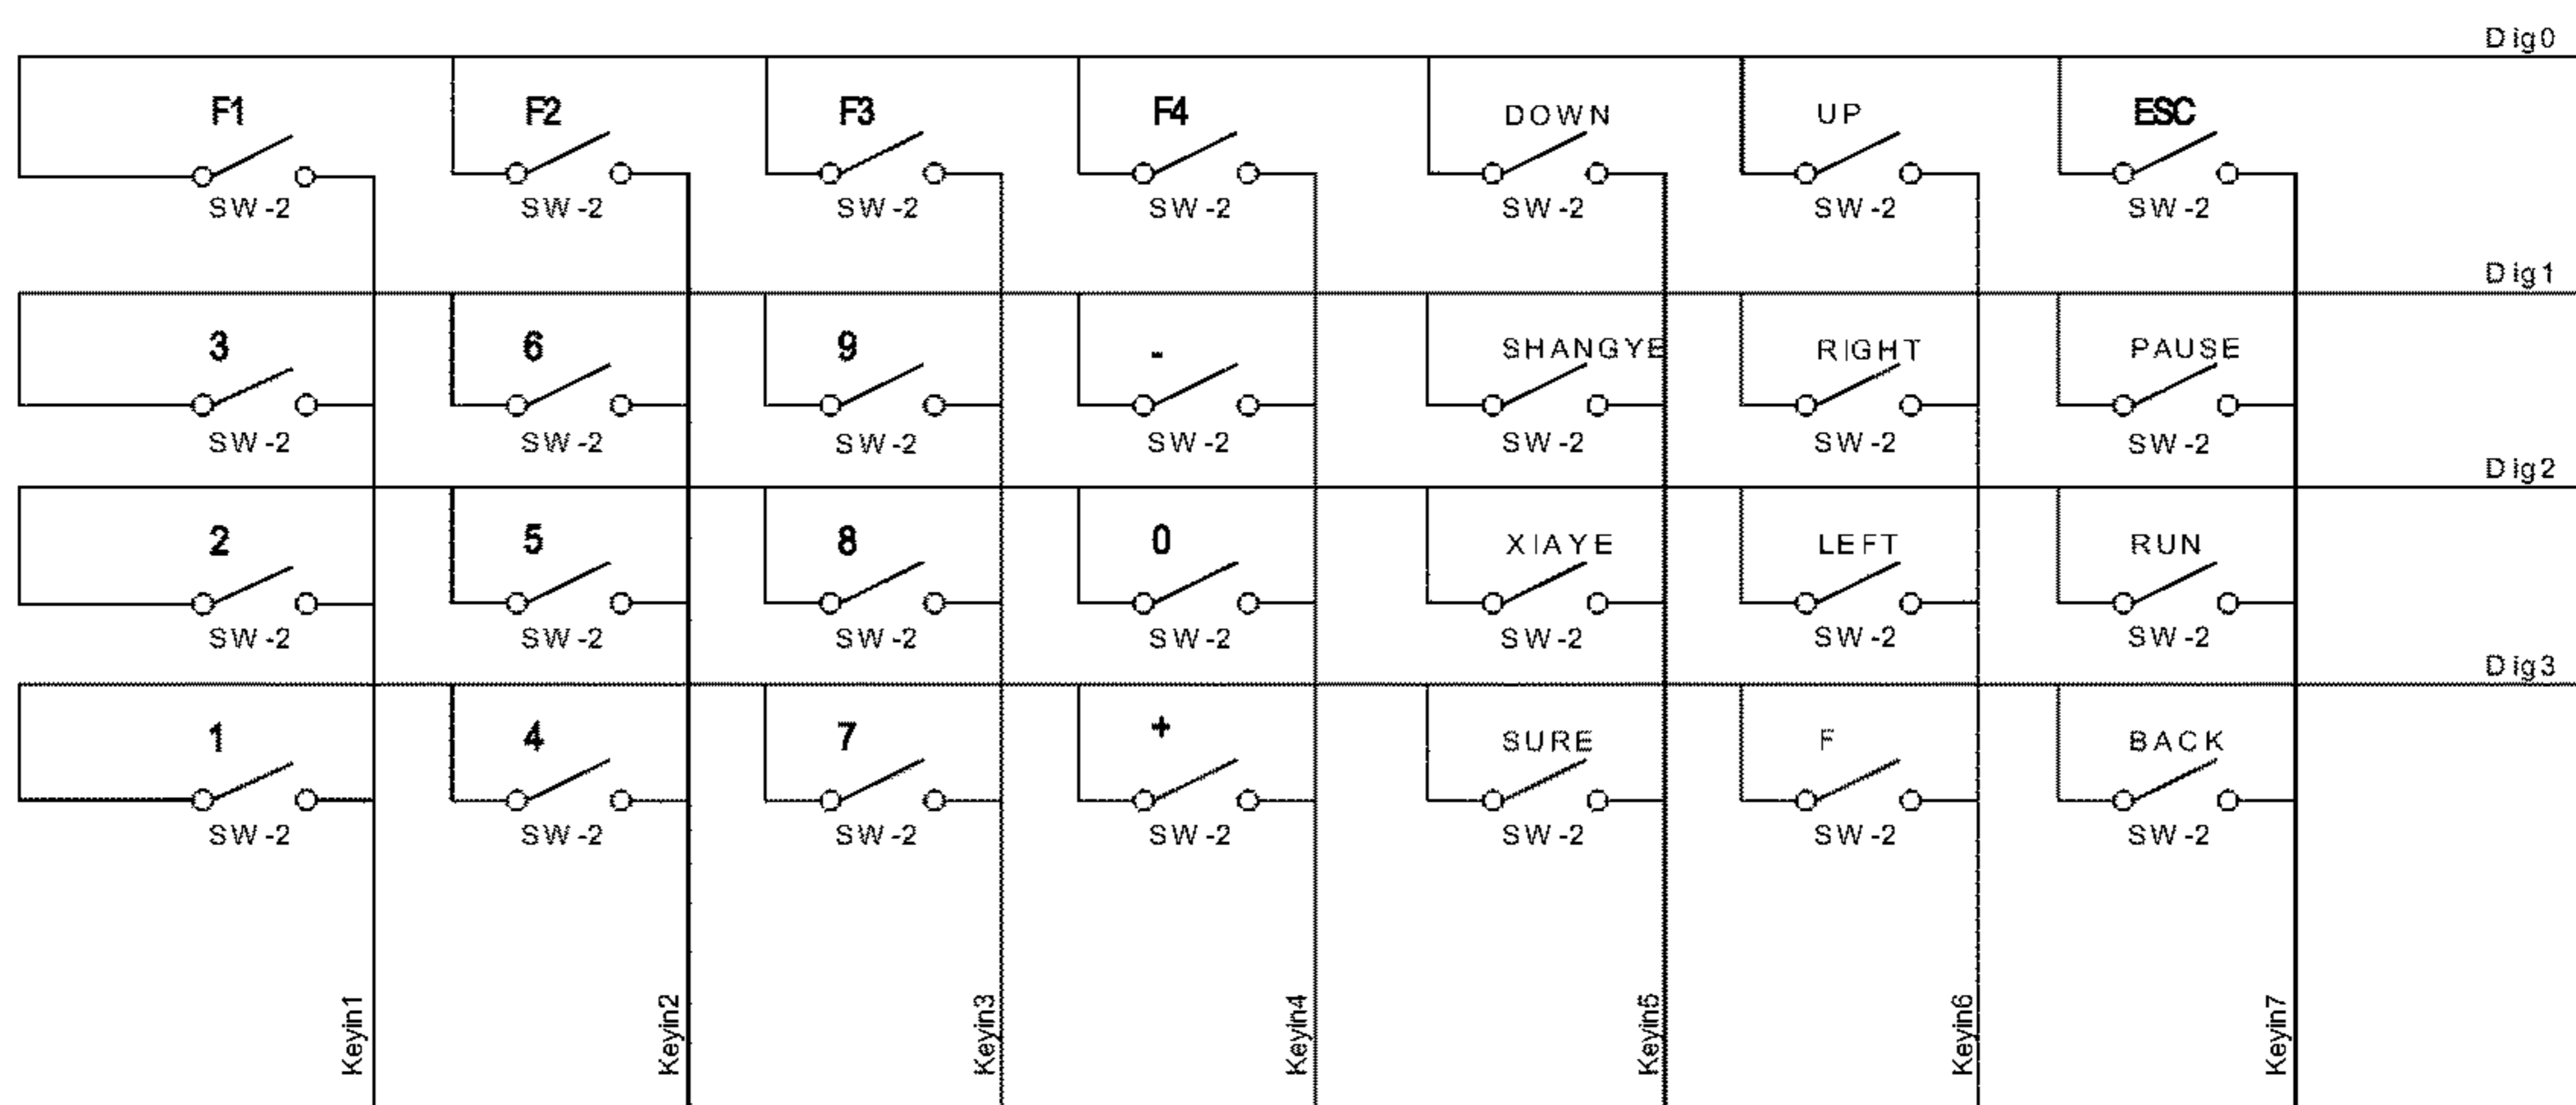 Dig0
F1 F2 F3 F4 DOWN UP ESC
SW-2 SW-2 SW-2 SW-2 SW-2 SW-2 SW-2
Dig1
3 6 9 - SHANGYE RIGHT PAUSE
SW-2 SW-2 SW-2 SW-2 SW-2 SW-2 SW-2
Dig2
2 5 8 0 XIAYE LEFT RUN
SW-2 SW-2 SW-2 SW-2 SW-2 SW-2 SW-2
Dig3
1 4 7 + SURE F BACK
SW-2 SW-2 SW-2 SW-2 SW-2 SW-2 SW-2
Keyin1 Keyin2 Keyin3 Keyin4 Keyin5 Keyin6 Keyin7